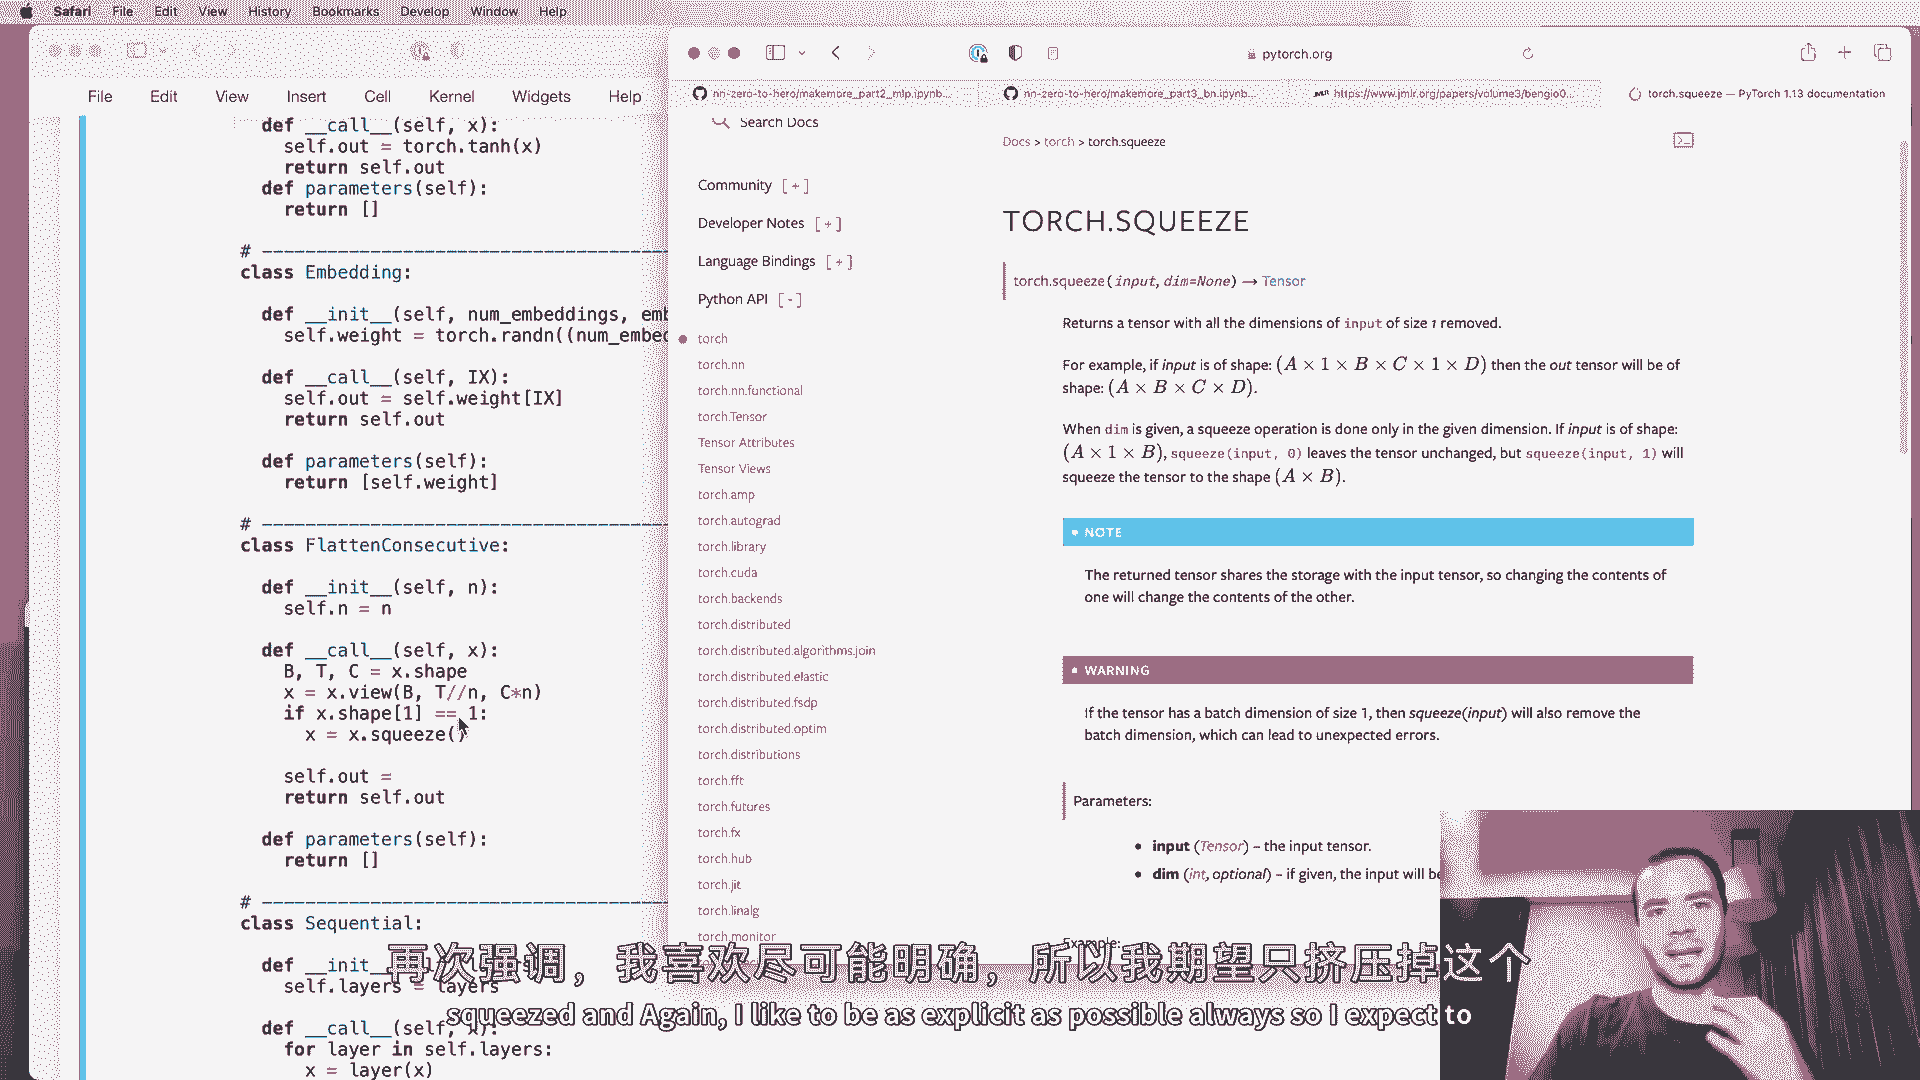 Safari File Edit View History Bookmarks Develop Window Help
File Edit View Insert Cell Kernel Widgets Help
def __call__(self, x):
self.out = torch.tanh(x)
return self.out
def parameters(self):
return []
# ------------------------------------------
class Embedding:
def __init__(self, num_embeddings, emb
self.weight = torch.randn((num_embed
def __call__(self, IX):
self.out = self.weight[IX]
return self.out
def parameters(self):
return [self.weight]
# ------------------------------------------
class FlattenConsecutive:
def __init__(self, n):
self.n = n
def __call__(self, x):
B, T, C = x.shape
x = x.view(B, T//n, C*n)
if x.shape[1] == 1:
x = x.squeeze()
self.out =
return self.out
def parameters(self):
return []
# ------------------------------------------
class Sequential:
def __init__
self.layers = layers
def __call__(self, x):
for layer in self.layers:
x = layer(x)
pytorch.org
nn-zero-to-hero/makemore_part2_mlp.ipynb...
nn-zero-to-hero/makemore_part3_bn.ipynb...
https://www.jmlr.org/papers/volume3/bengio0...
torch.squeeze — PyTorch 1.13 documentation
Search Docs
Community [ + ]
Developer Notes [ + ]
Language Bindings [ + ]
Python API [ - ]
torch
torch.nn
torch.nn.functional
torch.Tensor
Tensor Attributes
Tensor Views
torch.amp
torch.autograd
torch.library
torch.cuda
torch.backends
torch.distributed
torch.distributed.algorithms.join
torch.distributed.elastic
torch.distributed.fsdp
torch.distributed.optim
torch.distributions
torch.fft
torch.futures
torch.fx
torch.hub
torch.jit
torch.linalg
torch.monitor
Docs > torch > torch.squeeze
TORCH.SQUEEZE
torch.squeeze(input, dim=None) → Tensor
Returns a tensor with all the dimensions of input of size 1 removed.
For example, if input is of shape: (A × 1 × B × C × 1 × D) then the out tensor will be of
shape: (A × B × C × D).
When dim is given, a squeeze operation is done only in the given dimension. If input is of shape:
(A × 1 × B), squeeze(input, 0) leaves the tensor unchanged, but squeeze(input, 1) will
squeeze the tensor to the shape (A × B).
NOTE
The returned tensor shares the storage with the input tensor, so changing the contents of
one will change the contents of the other.
WARNING
If the tensor has a batch dimension of size 1, then squeeze(input) will also remove the
batch dimension, which can lead to unexpected errors.
Parameters:
• input (Tensor) – the input tensor.
• dim (int, optional) – if given, the input will be
Example:
再次强调，我喜欢尽可能明确，所以我期望只挤压掉这个
squeezed and Again, I like to be as explicit as possible always so I expect to